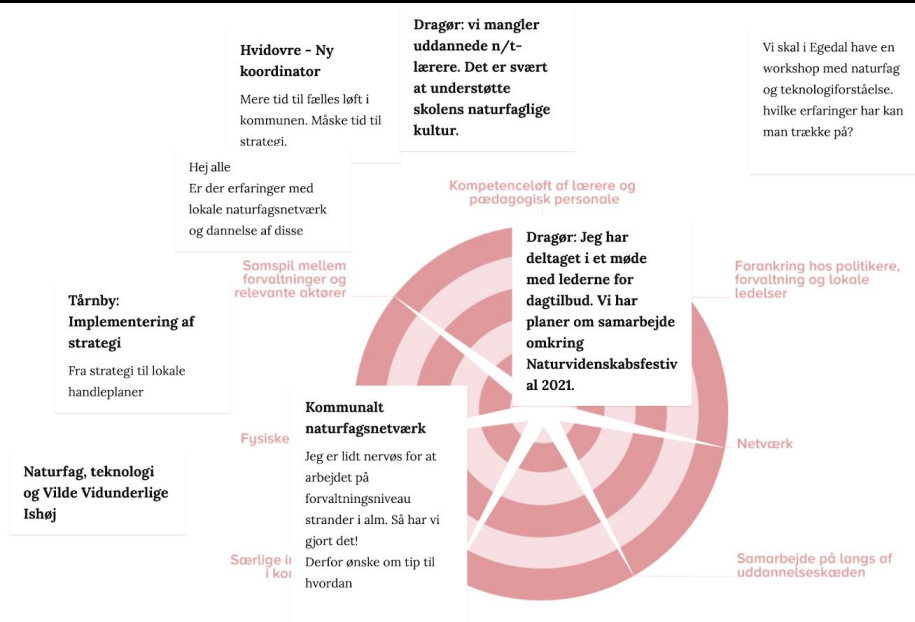 Hvidovre - Ny
koordinator
Mere tid til fælles løft i
kommunen. Måske tid til
strategi.
Dragør: vi mangler
uddannede n/t-
lærere. Det er svært
at understøtte
skolens naturfaglige
kultur.
Vi skal i Egedal have en
workshop med naturfag
og teknologiforståelse.
hvilke erfaringer har kan
man trække på?
Hej alle
Er der erfaringer med
lokale naturfagsnetværk
og dannelse af disse
Kompetenceløft af lærere og
pædagogisk personale
Dragør: Jeg har
deltaget i et møde
med lederne for
dagtilbud. Vi har
planer om samarbejde
omkring
Naturvidenskabsfestiv
al 2021.
Samspil mellem
forvaltninger og
relevante aktører
Forankring hos politikere,
forvaltning og lokale
ledelser
Tårnby:
Implementering af
strategi
Fra strategi til lokale
handleplaner
Kommunalt
naturfagsnetværk
Jeg er lidt nervøs for at
arbejdet på
forvaltningsniveau
strander i alm. Så har vi
gjort det!
Derfor ønske om tip til
hvordan
Fysiske
Netværk
Naturfag, teknologi
og Vilde Vidunderlige
Ishøj
Særlige
Samarbejde på langs af
uddannelseskæden